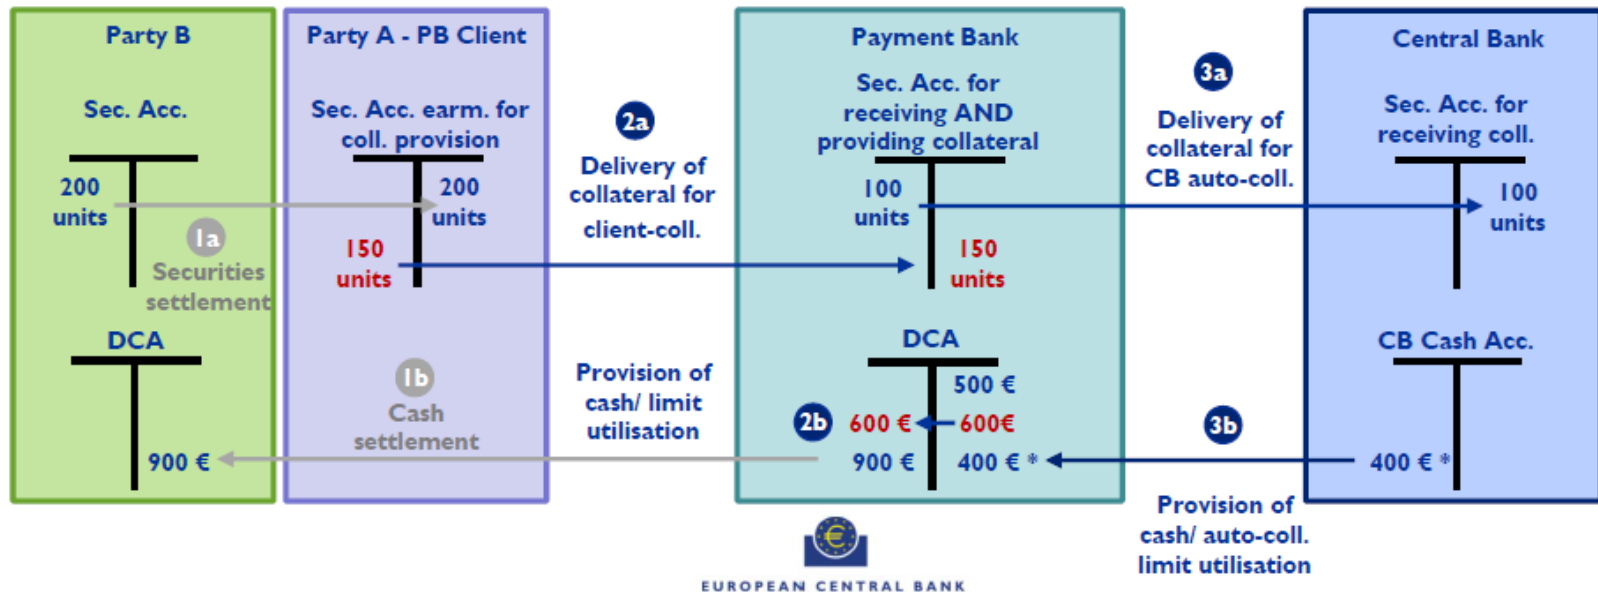 Party B
Sec. Acc.
200
units
1a
Securities
settlement
DCA
900 €
Party A - PB Client
Sec. Acc. earm. for
coll. provision
200
units
150
units
1b
Cash
settlement
2a
Delivery of
collateral for
client-coll.
Provision of
cash/ limit
utilisation
2b
Payment Bank
Sec. Acc. for
receiving AND
providing collateral
100
units
150
units
DCA
500 €
600 €
600€
900 €
400 € *
3a
Delivery of
collateral for
CB auto-coll.
3b
Provision of
cash/ auto-coll.
limit utilisation
Central Bank
Sec. Acc. for
receiving coll.
100
units
CB Cash Acc.
400 € *
€
EUROPEAN CENTRAL BANK